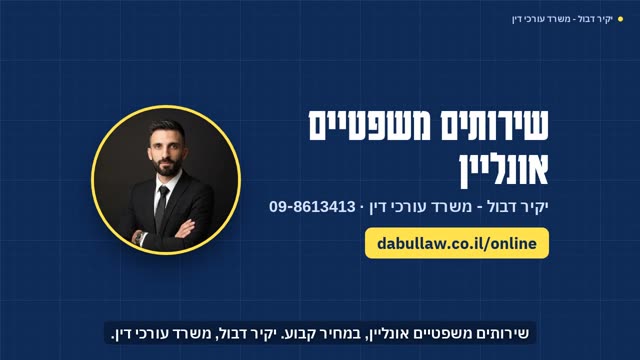 יקיר דבול - משרד עורכי דין
שירותים משפטיים
אונליין
יקיר דבול - משרד עורכי דין · 09-8613413
dabullaw.co.il/online
שירותים משפטיים אונליין, במחיר קבוע. יקיר דבול, משרד עורכי דין.